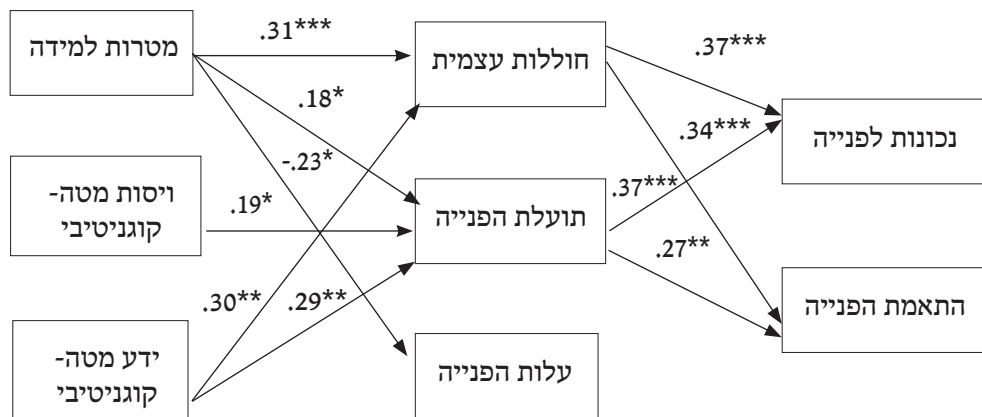 מטרות למידה
ויסות מטה-
קוגניטיבי
ידע מטה-
קוגניטיבי
.31***
.18*
-.23*
.19*
.30**
.29**
חוללות עצמית
תועלת הפנייה
עלות הפנייה
.37***
.34***
.37***
.27**
נכונות לפנייה
התאמת הפנייה